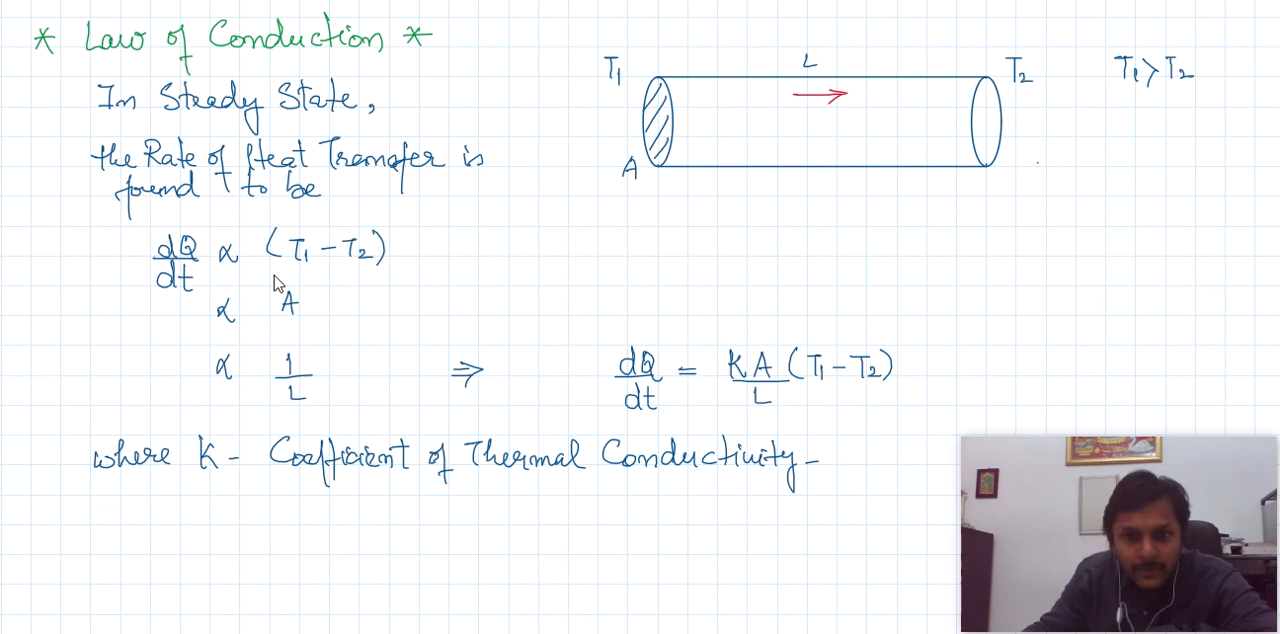 * Law of Conduction *
In Steady State,
the Rate of Heat Transfer is
found to be
dQ/dt ∝ (T₁ - T₂)
∝ A
∝ 1/L ⇒ dQ/dt = KA/L (T₁ - T₂)
where K - Coefficient of Thermal Conductivity -
T₁ L T₂ T₁ > T₂
A